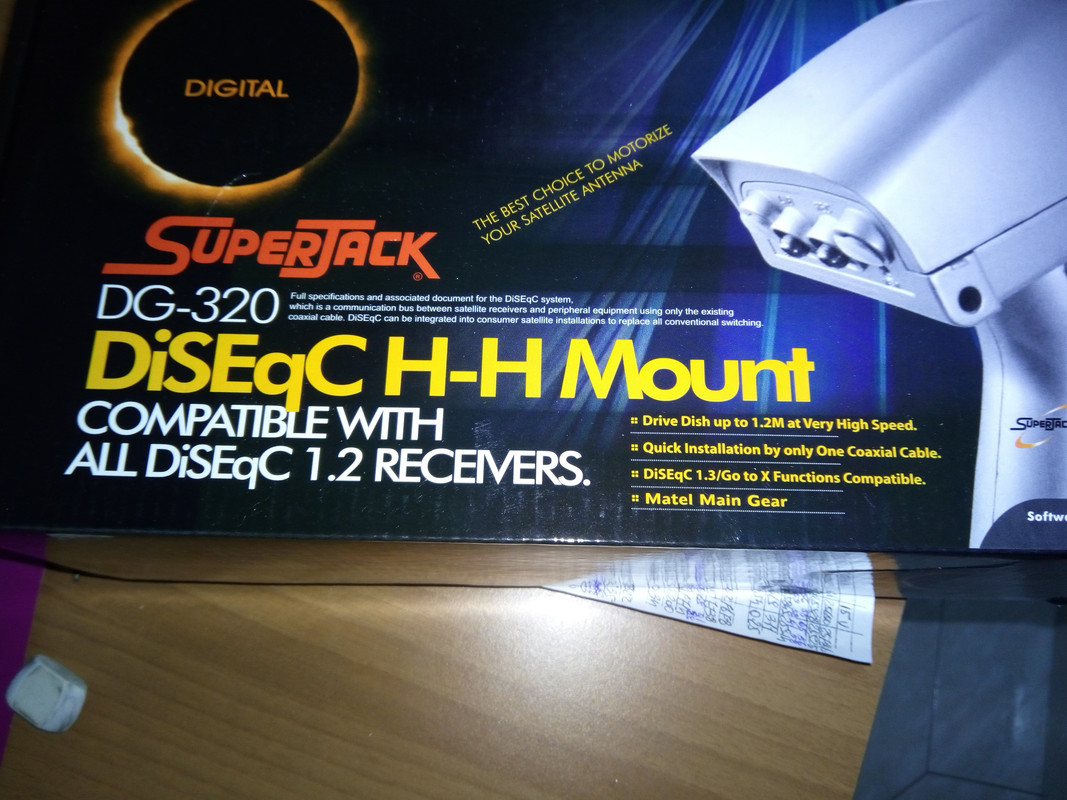 DIGITAL
THE BEST CHOICE TO MOTORIZE
YOUR SATELLITE ANTENNA
SUPERJACK®
DG-320
Full specifications and associated document for the DiSEqC system,
which is a communication bus between satellite receivers and peripheral equipment using only the existing
coaxial cable. DiSEqC can be integrated into consumer satellite installations to replace all conventional switching.
DiSEqC H-H Mount
COMPATIBLE WITH
ALL DiSEqC 1.2 RECEIVERS.
:: Drive Dish up to 1.2M at Very High Speed.
:: Quick Installation by only One Coaxial Cable.
:: DiSEqC 1.3/Go to X Functions Compatible.
:: Matel Main Gear